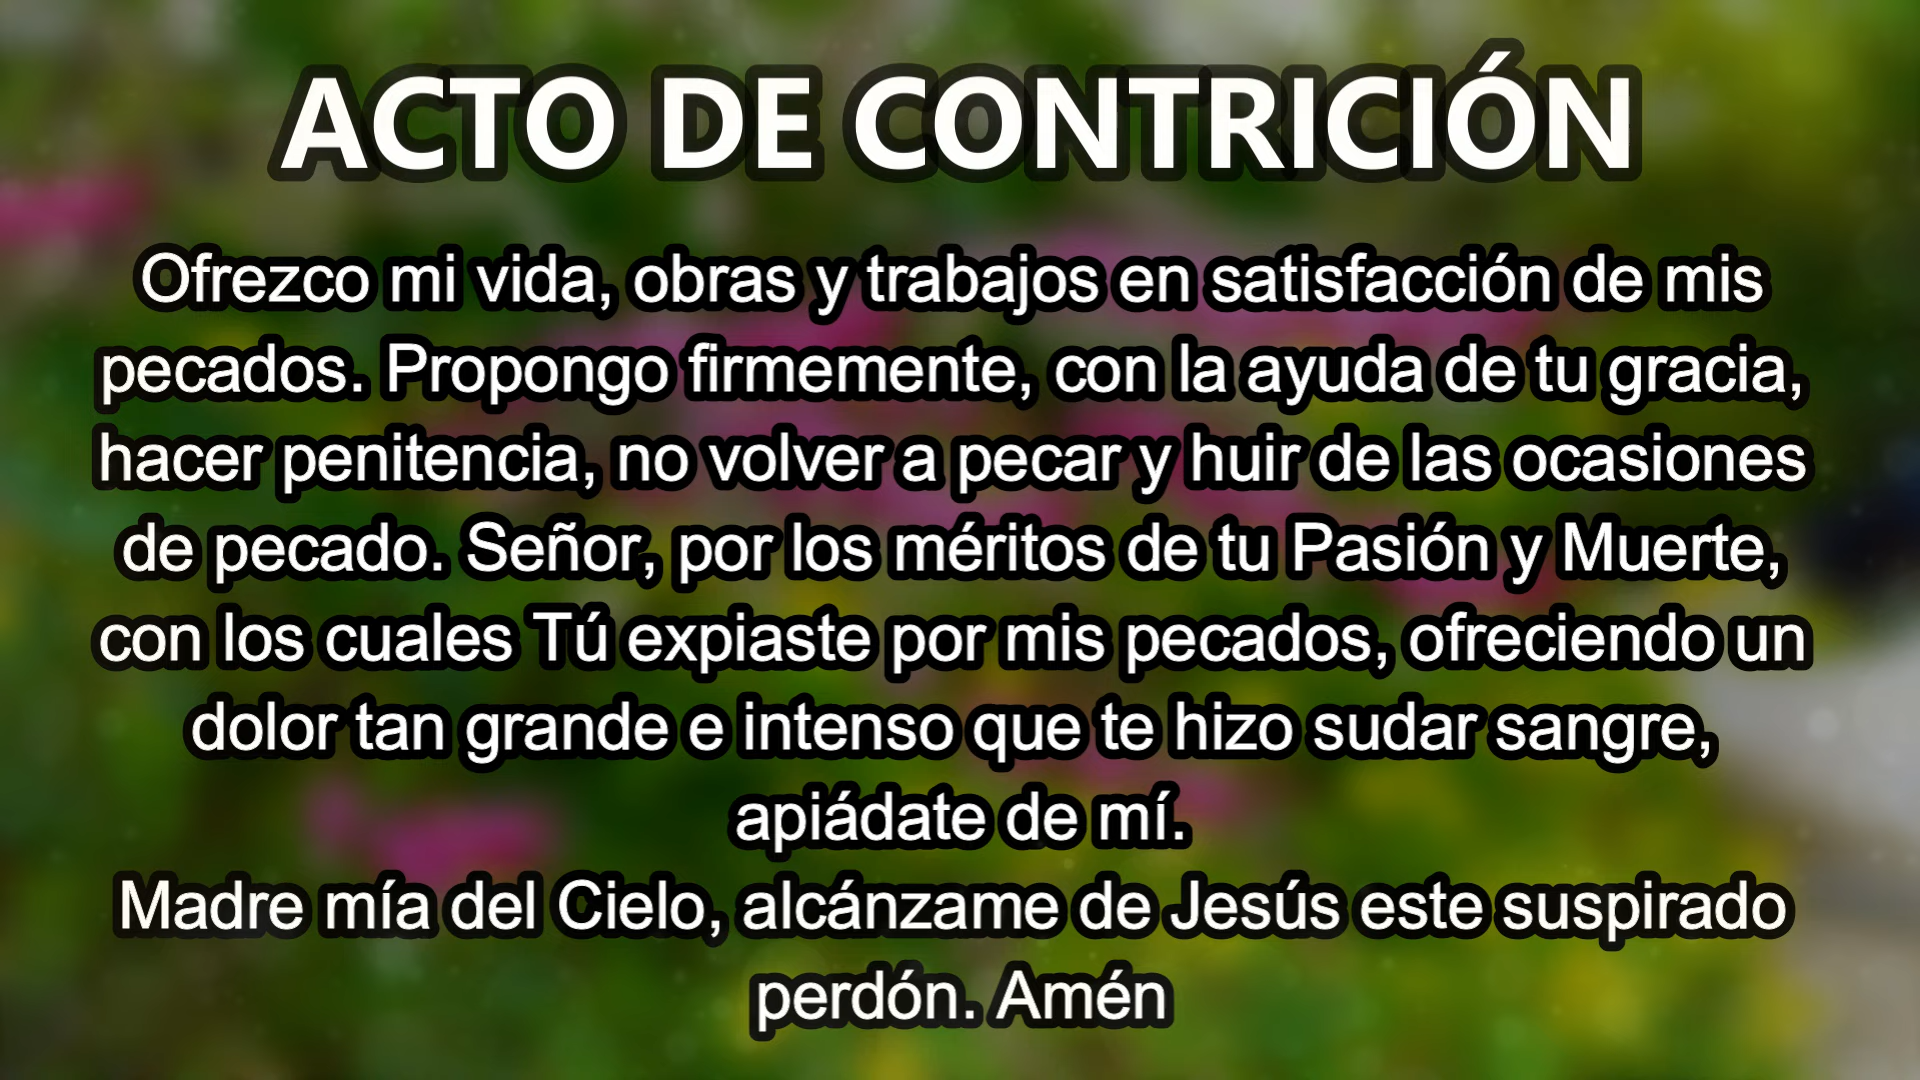 ACTO DE CONTRICIÓN
Ofrezco mi vida, obras y trabajos en satisfacción de mis
pecados. Propongo firmemente, con la ayuda de tu gracia,
hacer penitencia, no volver a pecar y huir de las ocasiones
de pecado. Señor, por los méritos de tu Pasión y Muerte,
con los cuales Tú expiaste por mis pecados, ofreciendo un
dolor tan grande e intenso que te hizo sudar sangre,
apiádate de mí.
Madre mía del Cielo, alcánzame de Jesús este suspirado
perdón. Amén